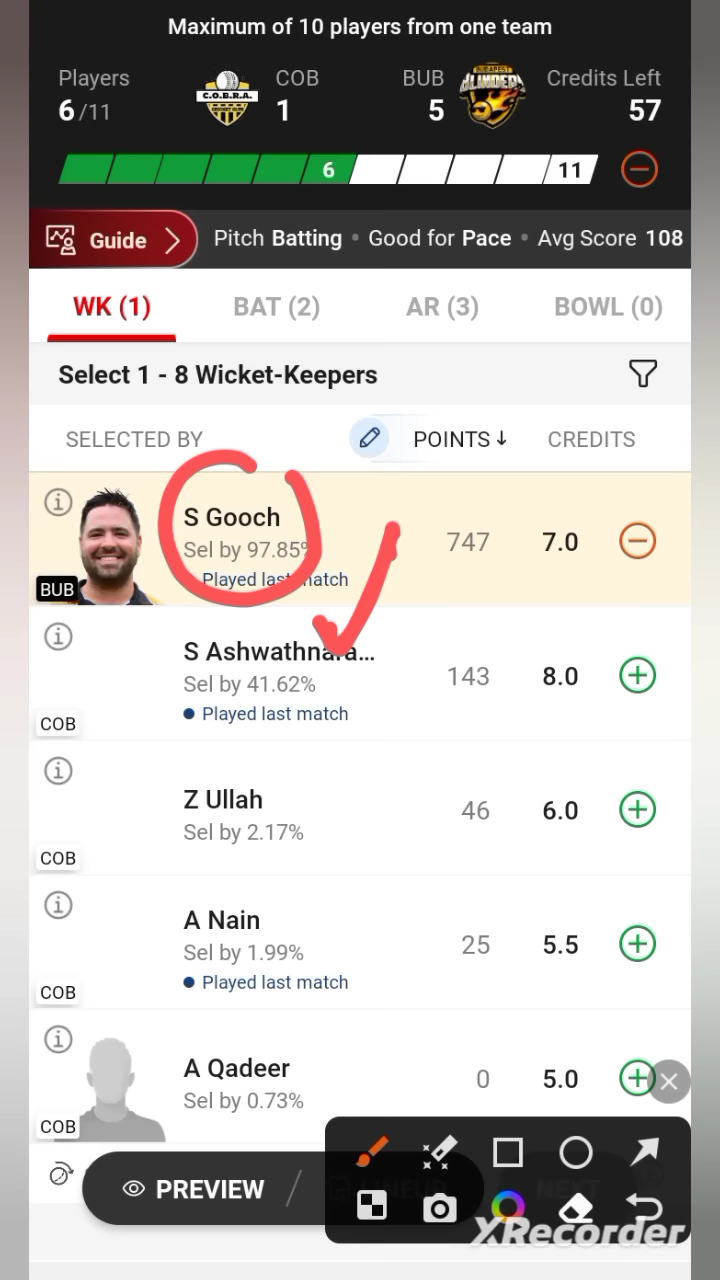 Maximum of 10 players from one team
Players COB BUB Credits Left
6/11 1 5 57
C.O.B.R.A.
BUDAPEST
BLINDERS
6 11
Guide Pitch Batting • Good for Pace • Avg Score 108
WK (1) BAT (2) AR (3) BOWL (0)
Select 1 - 8 Wicket-Keepers
SELECTED BY POINTS ↓ CREDITS
S Gooch
Sel by 97.85%
747 7.0
Played last match
BUB
S Ashwathnara...
Sel by 41.62%
143 8.0
Played last match
COB
Z Ullah
Sel by 2.17%
46 6.0
COB
A Nain
Sel by 1.99%
25 5.5
Played last match
COB
A Qadeer
Sel by 0.73%
0 5.0
COB
PREVIEW /
XRecorder